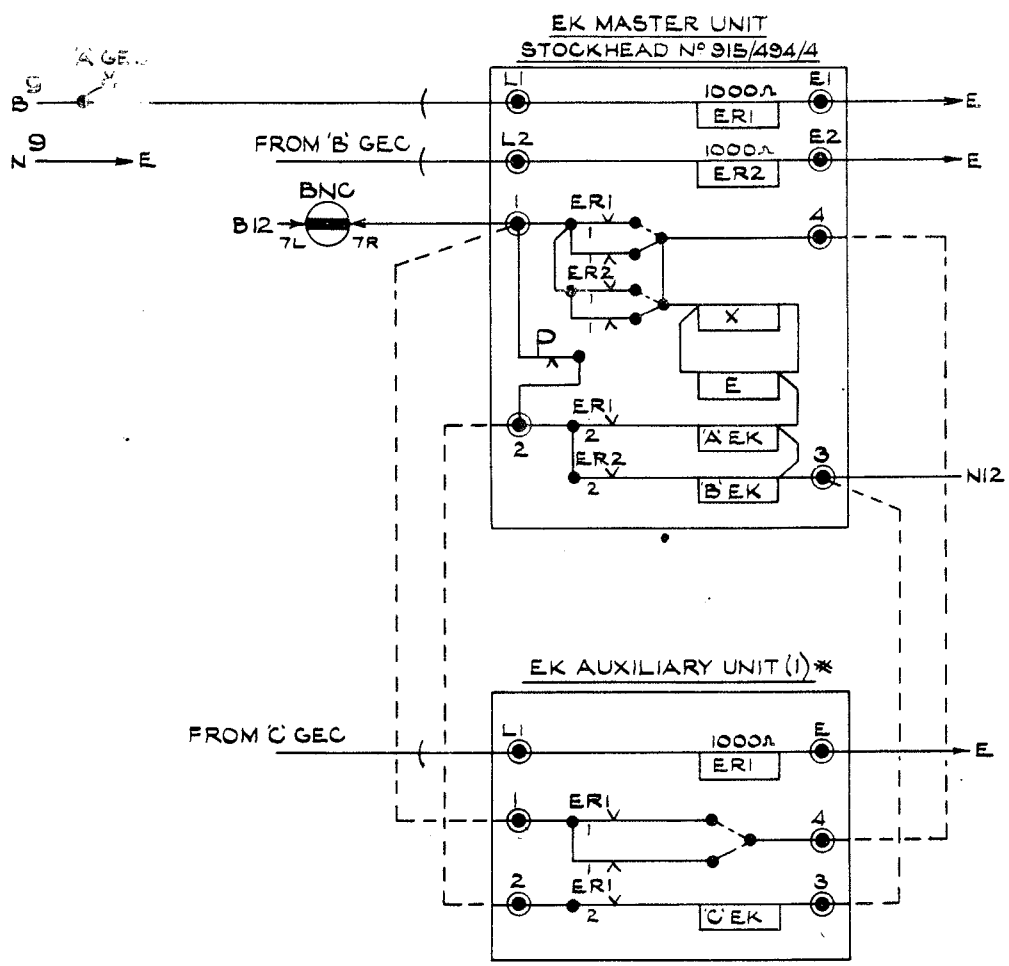 EK MASTER UNIT
STOCKHEAD Nº 915/494/4
'A' GEC
B 9
L1
1000Ω
E1
ER1
E
N 9
E
FROM 'B' GEC
L2
1000Ω
E2
ER2
E
BNC
B12
7L
7R
1
ER1
1
1
4
ER2
1
1
X
P
E
2
ER1
2
'A' EK
ER2
2
'B' EK
3
N12
EK AUXILIARY UNIT (1) *
FROM 'C' GEC
L1
1000Ω
E
ER1
E
1
ER1
1
1
4
2
ER1
2
'C' EK
3